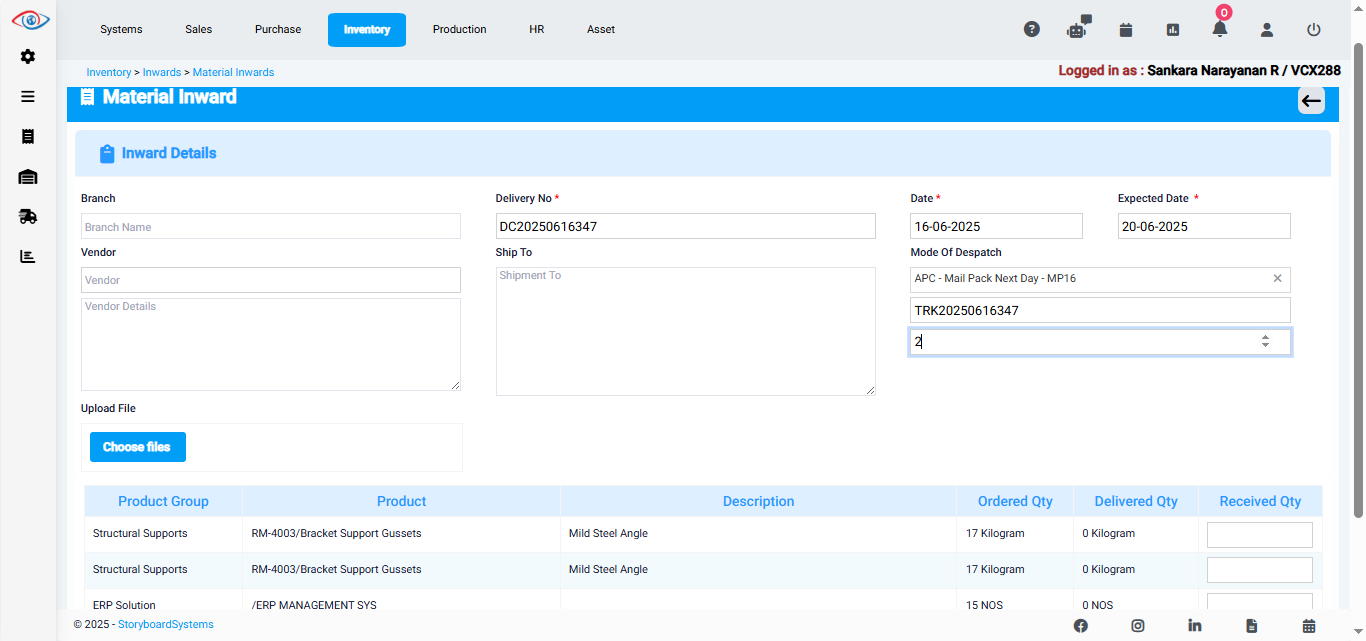 Systems Sales Purchase Inventory Production HR Asset 0
Inventory > Inwards > Material Inwards Logged in as : Sankara Narayanan R / VCX288
Material Inward
Inward Details
Branch Delivery No * Date * Expected Date *
Branch Name DC20250616347 16-06-2025 20-06-2025
Vendor Ship To Mode Of Despatch
Vendor Shipment To APC - Mail Pack Next Day - MP16
Vendor Details TRK20250616347
2
Upload File
Choose files
Product Group Product Description Ordered Qty Delivered Qty Received Qty
Structural Supports RM-4003/Bracket Support Gussets Mild Steel Angle 17 Kilogram 0 Kilogram
Structural Supports RM-4003/Bracket Support Gussets Mild Steel Angle 17 Kilogram 0 Kilogram
ERP Solution /ERP MANAGEMENT SYS 15 NOS 0 NOS
© 2025 - StoryboardSystems